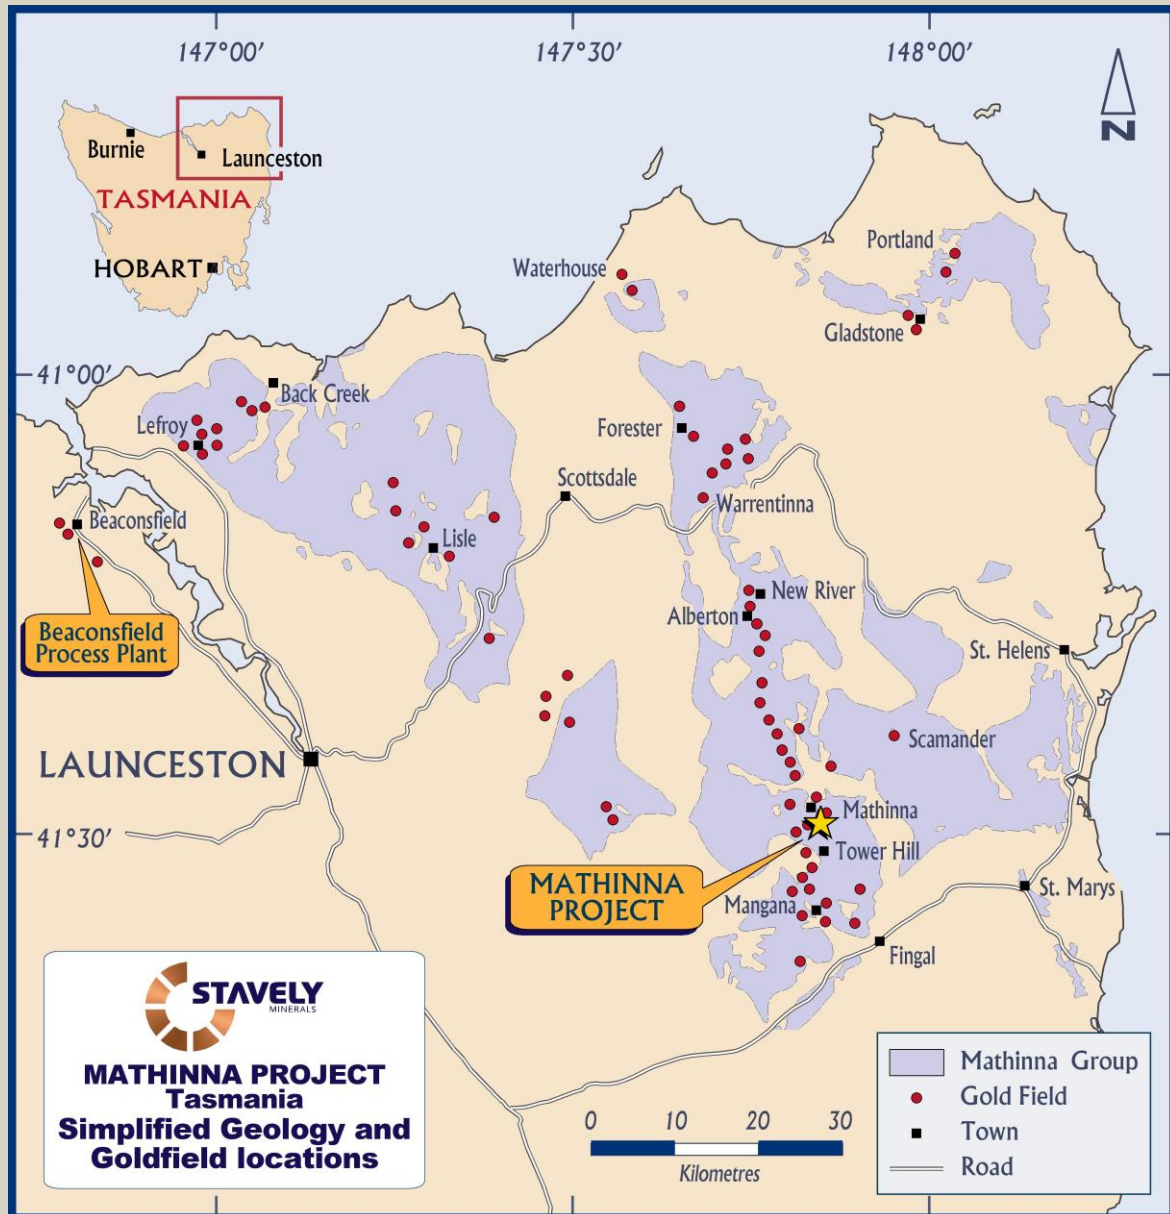 147°00'
147°30'
148°00'
N
Burnie
Launceston
TASMANIA
HOBART
Portland
Waterhouse
Gladstone
41°00'
Back Creek
Lefroy
Forester
Scottsdale
Warrentinna
Beaconsfield
Lisle
New River
Alberton
Beaconsfield
Process Plant
St. Helens
Scamander
LAUNCESTON
Mathinna
41°30'
Tower Hill
MATHINNA
PROJECT
St. Marys
Mangana
Fingal
STAVELY
MINERALS
MATHINNA PROJECT
Tasmania
Simplified Geology and
Goldfield locations
0 10 20 30
Kilometres
Mathinna Group
Gold Field
Town
Road